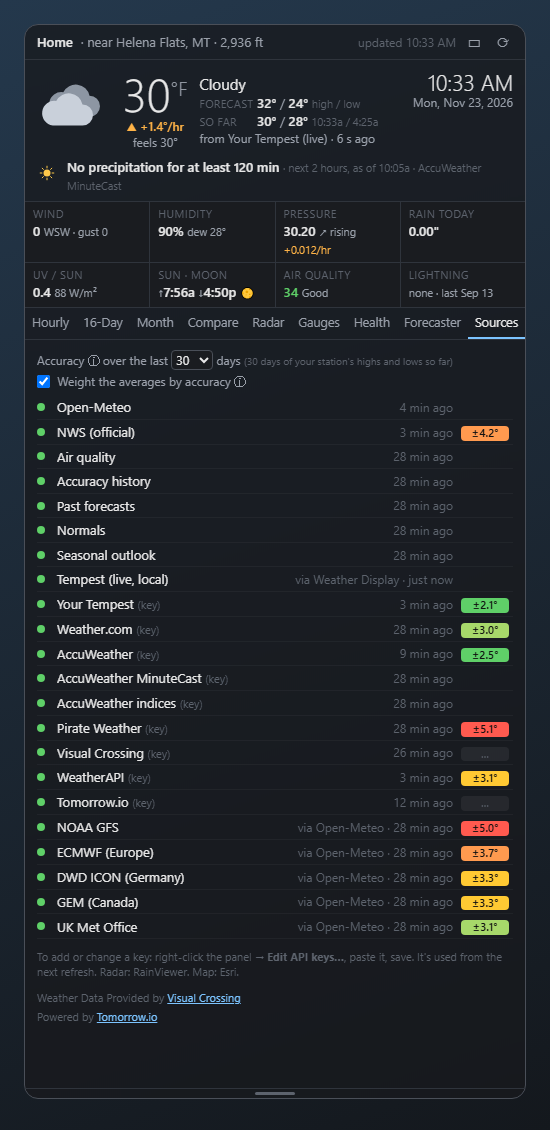 Home · near Helena Flats, MT · 2,936 ft updated 10:33 AM
30°F Cloudy 10:33 AM
FORECAST 32° / 24° high / low Mon, Nov 23, 2026
▲ +1.4°/hr SO FAR 30° / 28° 10:33a / 4:25a
feels 30° from Your Tempest (live) · 6 s ago
No precipitation for at least 120 min · next 2 hours, as of 10:05a · AccuWeather
MinuteCast
WIND HUMIDITY PRESSURE RAIN TODAY
0 WSW · gust 0 90% dew 28° 30.20 ↗ rising 0.00"
+0.012/hr
UV / SUN SUN · MOON AIR QUALITY LIGHTNING
0.4 88 W/m² ↑7:56a ↓4:50p 34 Good none · last Sep 13
Hourly 16-Day Month Compare Radar Gauges Health Forecaster Sources
Accuracy ⓘ over the last 30 days (30 days of your station's highs and lows so far)
Weight the averages by accuracy ⓘ
Open-Meteo 4 min ago
NWS (official) 3 min ago ±4.2°
Air quality 28 min ago
Accuracy history 28 min ago
Past forecasts 28 min ago
Normals 28 min ago
Seasonal outlook 28 min ago
Tempest (live, local) via Weather Display · just now
Your Tempest (key) 3 min ago ±2.1°
Weather.com (key) 28 min ago ±3.0°
AccuWeather (key) 9 min ago ±2.5°
AccuWeather MinuteCast (key) 28 min ago
AccuWeather indices (key) 28 min ago
Pirate Weather (key) 28 min ago ±5.1°
Visual Crossing (key) 26 min ago ...
WeatherAPI (key) 3 min ago ±3.1°
Tomorrow.io (key) 12 min ago ...
NOAA GFS via Open-Meteo · 28 min ago ±5.0°
ECMWF (Europe) via Open-Meteo · 28 min ago ±3.7°
DWD ICON (Germany) via Open-Meteo · 28 min ago ±3.3°
GEM (Canada) via Open-Meteo · 28 min ago ±3.3°
UK Met Office via Open-Meteo · 28 min ago ±3.1°
To add or change a key: right-click the panel → Edit API keys..., paste it, save. It's used from the
next refresh. Radar: RainViewer. Map: Esri.
Weather Data Provided by Visual Crossing
Powered by Tomorrow.io